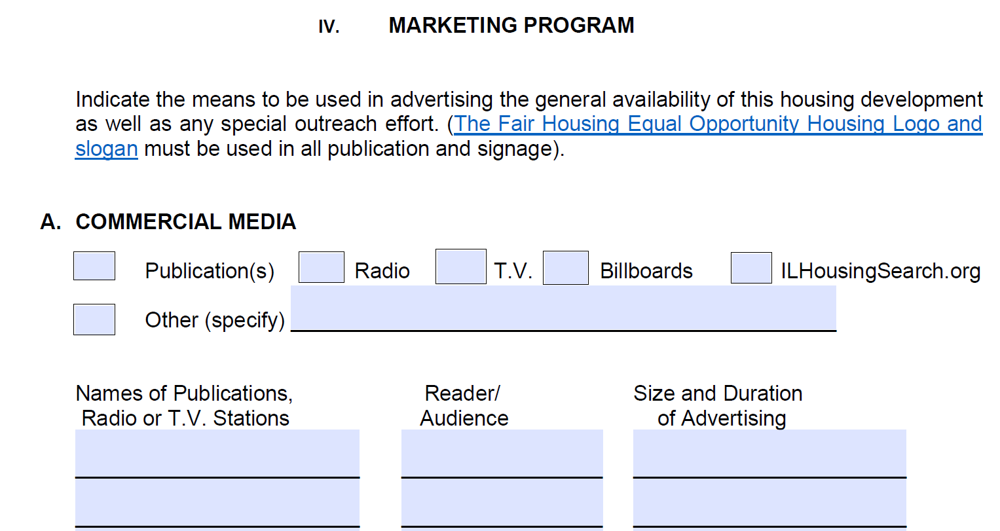 IV. MARKETING PROGRAM
Indicate the means to be used in advertising the general availability of this housing development
as well as any special outreach effort. (The Fair Housing Equal Opportunity Housing Logo and
slogan must be used in all publication and signage).
A. COMMERCIAL MEDIA
Publication(s) Radio T.V. Billboards ILHousingSearch.org
Other (specify)
Names of Publications, Reader/ Size and Duration
Radio or T.V. Stations Audience of Advertising